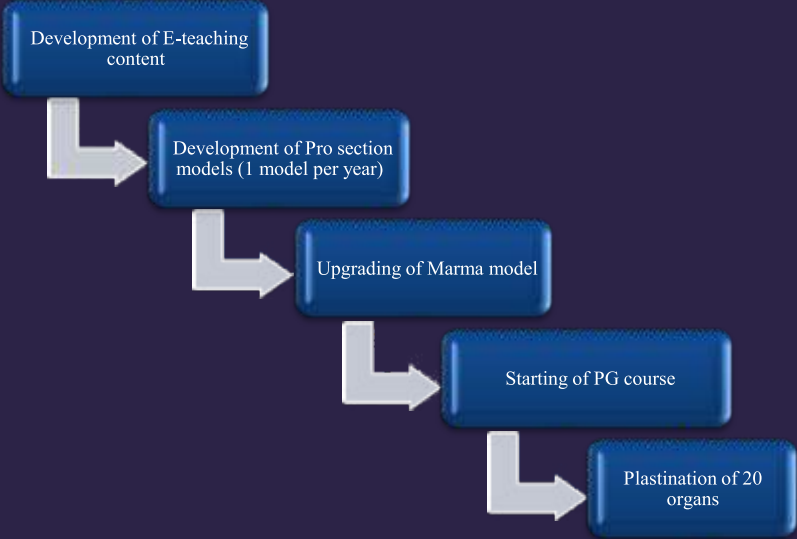 Development of E-teaching
content
Development of Pro section
models (1 model per year)
Upgrading of Marma model
Starting of PG course
Plastination of 20
organs